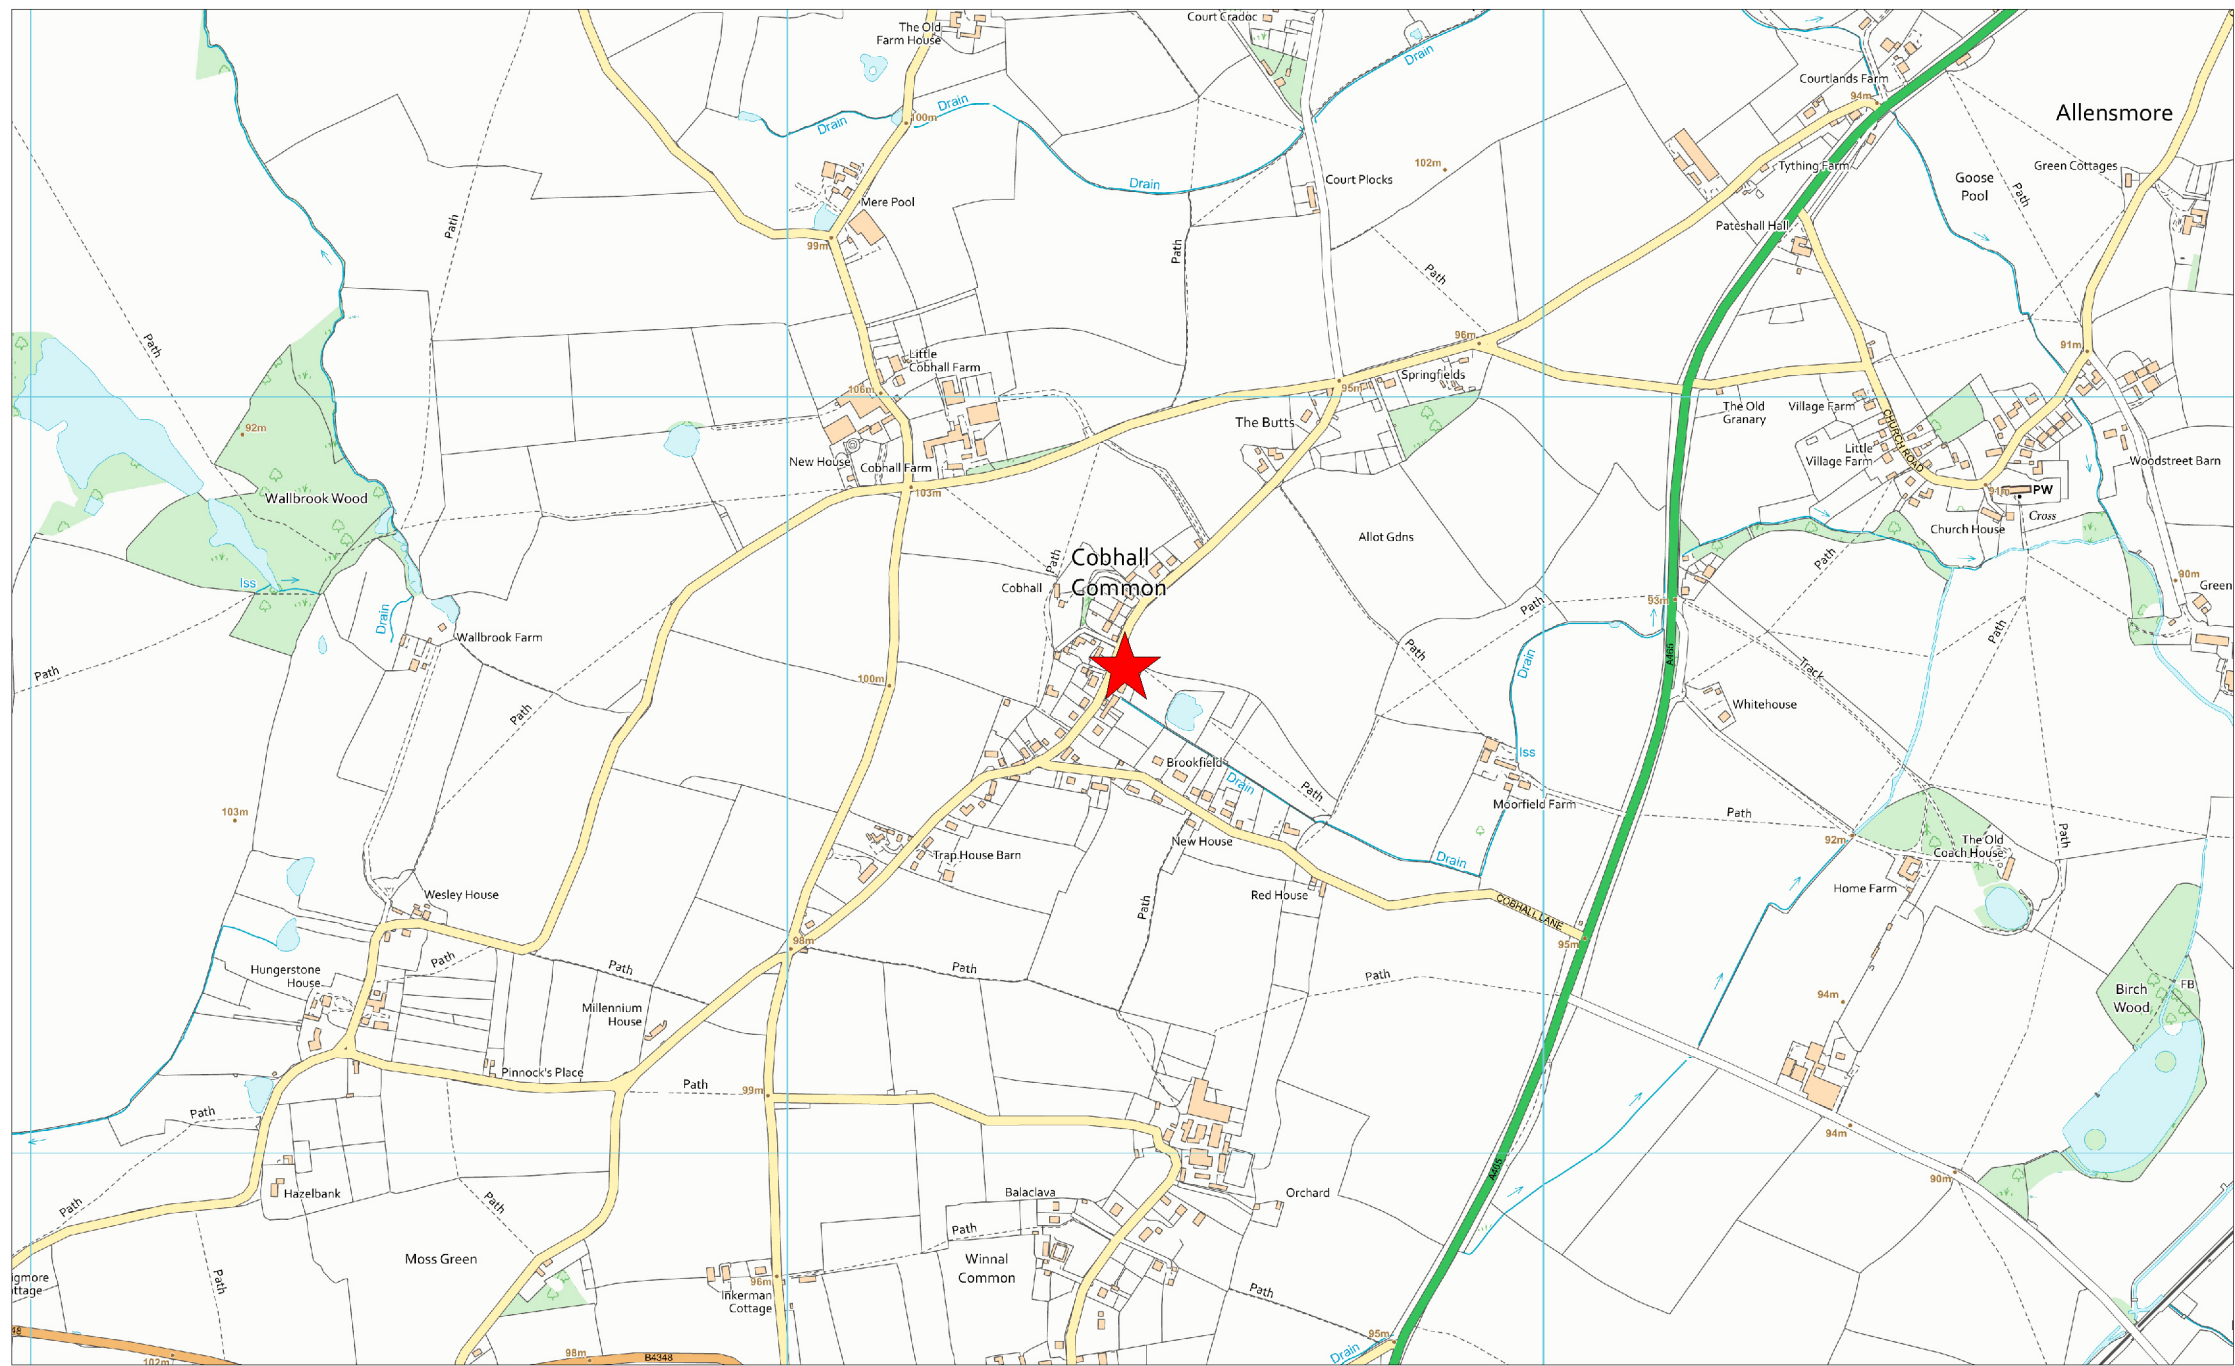 Court Cradoc
The Old
Farm House
Drain
Drain
100m
Drain
Drain
Courtlands Farm
94m
Allensmore
102m
Tything Farm
Green Cottages
Court Plocks
Goose
Pool
Path
Mere Pool
Path
99m
Path
Pateshall Hall
Path
Path
96m
91m
Little
Cobhall Farm
106m
95m
Springfields
The Old
Granary
Village Farm
CHURCH ROAD
The Butts
92m
New House
Cobhall Farm
103m
Little
Village Farm
Woodstreet Barn
91m
PW
Cross
Church House
Wallbrook Wood
Allot Gdns
Path
Cobhall
Common
Path
Cobhall
Iss
Drain
Wallbrook Farm
Path
93m
90m
Green
Path
Path
Path
Drain
A465
Track
Path
100m
Path
Whitehouse
Iss
Brookfield
Drain
Path
Moorfield Farm
Path
103m
New House
Trap House Barn
Drain
92m
The Old
Coach House
Path
Home Farm
Wesley House
Red House
Path
COBHALL LANE
95m
98m
Path
Path
Path
Path
Hungerstone
House
Millennium
House
94m
Birch
Wood
FB
Pinnock's Place
Path
99m
Path
94m
A465
90m
Hazelbank
Path
Path
Balaclava
Orchard
Path
Moss Green
Winnal
Common
Path
Path
igmore
ttage
Inkerman
Cottage
96m
48
102m
98m
B4348
95m
Drain